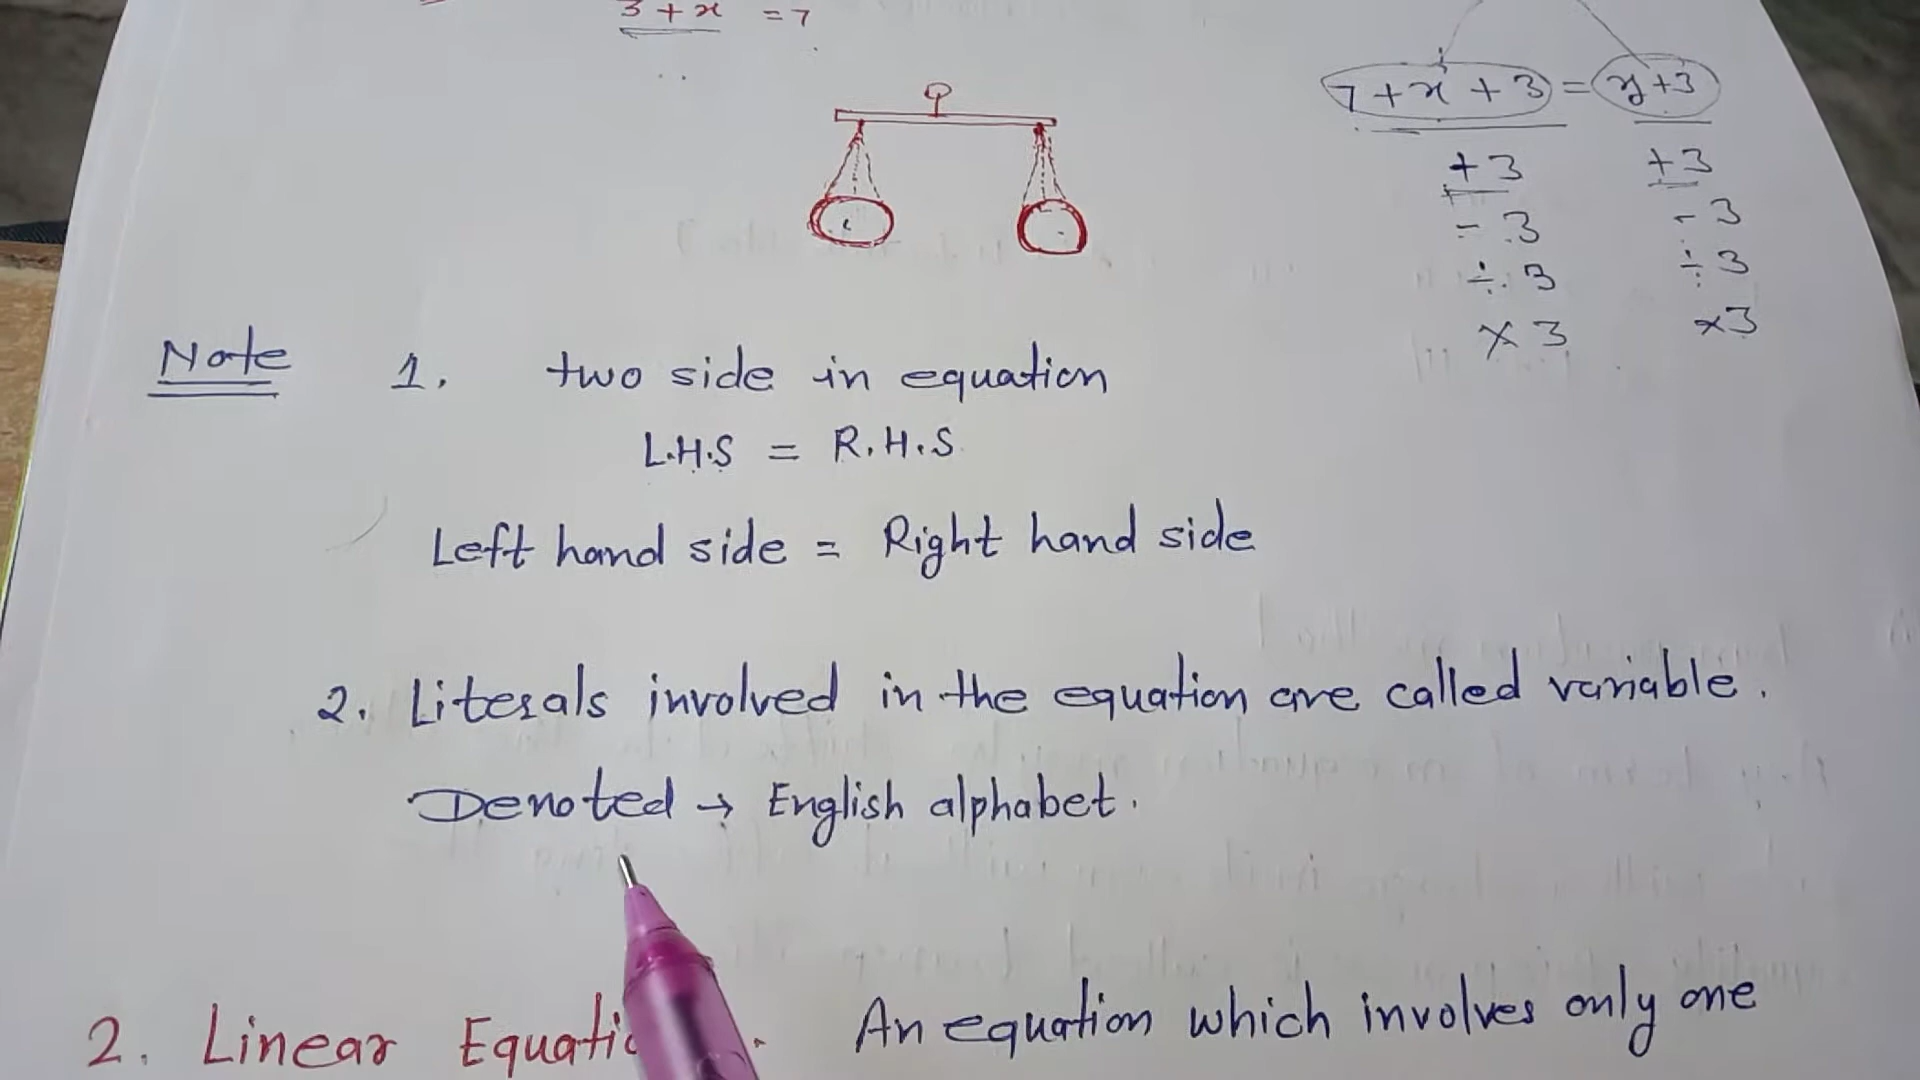 3 + x = 7
7 + x + 3 = y + 3
+ 3 + 3
- 3 - 3
÷ 3 ÷ 3
× 3 × 3
Note 1. two side in equation
L.H.S = R.H.S.
Left hand side = Right hand side
2. Literals involved in the equation are called variable.
Denoted → English alphabet.
2. Linear An equation which involves only one